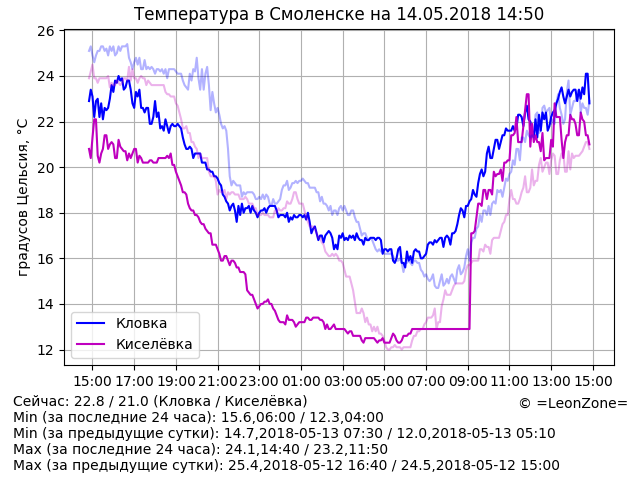 Температура в Смоленске на 14.05.2018 14:50
градусов Цельсия, °C
26
24
22
20
18
16
14
12
Кловка
Киселёвка
15:00 17:00 19:00 21:00 23:00 01:00 03:00 05:00 07:00 09:00 11:00 13:00 15:00
Сейчас: 22.8 / 21.0 (Кловка / Киселёвка)
© =LeonZone=
Min (за последние 24 часа): 15.6,06:00 / 12.3,04:00
Min (за предыдущие сутки): 14.7,2018-05-13 07:30 / 12.0,2018-05-13 05:10
Max (за последние 24 часа): 24.1,14:40 / 23.2,11:50
Max (за предыдущие сутки): 25.4,2018-05-12 16:40 / 24.5,2018-05-12 15:00